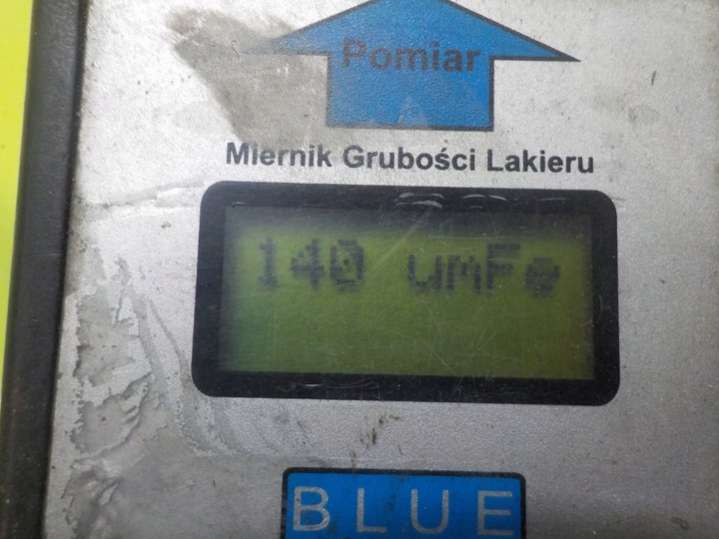 Pomiar
Miernik Grubości Lakieru
140 umFe
BLUE